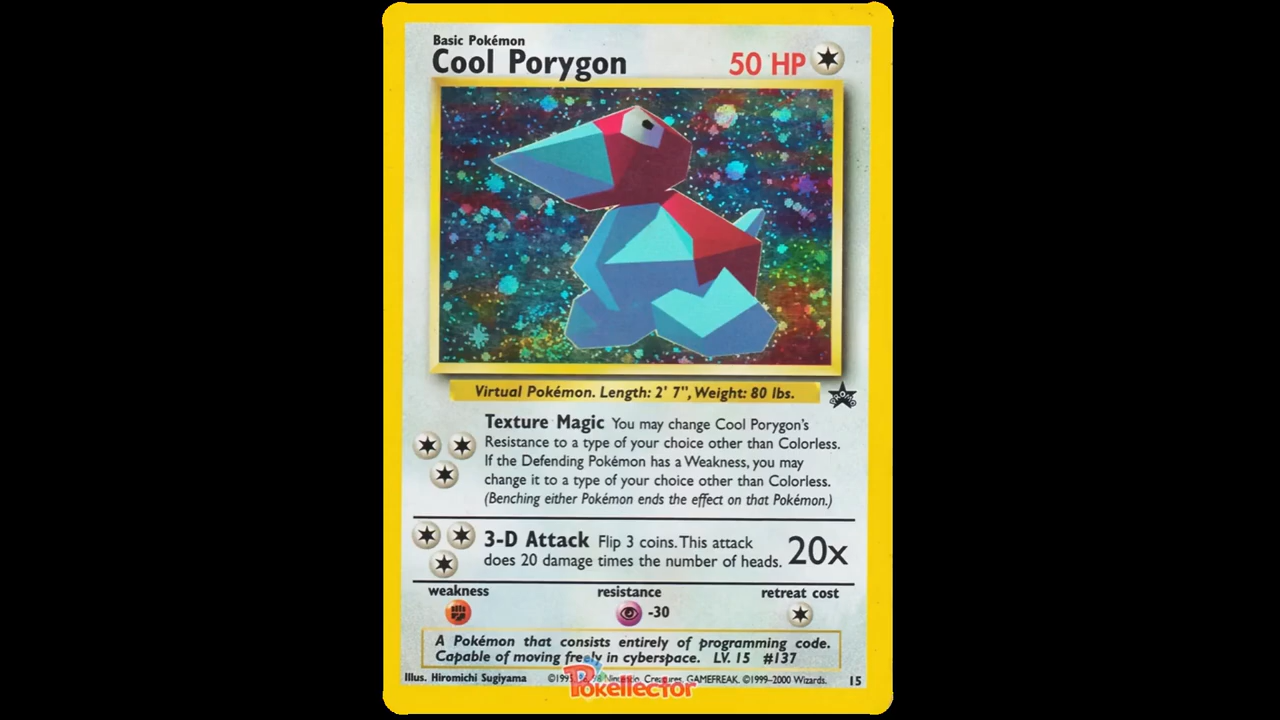 Basic Pokémon
Cool Porygon
50 HP
Virtual Pokémon. Length: 2' 7", Weight: 80 lbs.
PROMO
Texture Magic You may change Cool Porygon's
Resistance to a type of your choice other than Colorless.
If the Defending Pokémon has a Weakness, you may
change it to a type of your choice other than Colorless.
(Benching either Pokémon ends the effect on that Pokémon.)
3-D Attack Flip 3 coins. This attack
does 20 damage times the number of heads.
20x
weakness resistance retreat cost
-30
A Pokémon that consists entirely of programming code.
Capable of moving freely in cyberspace. LV. 15 #137
Illus. Hiromichi Sugiyama Creatures, GAMEFREAK. ©1999-2000 Wizards. 15
Pokellector